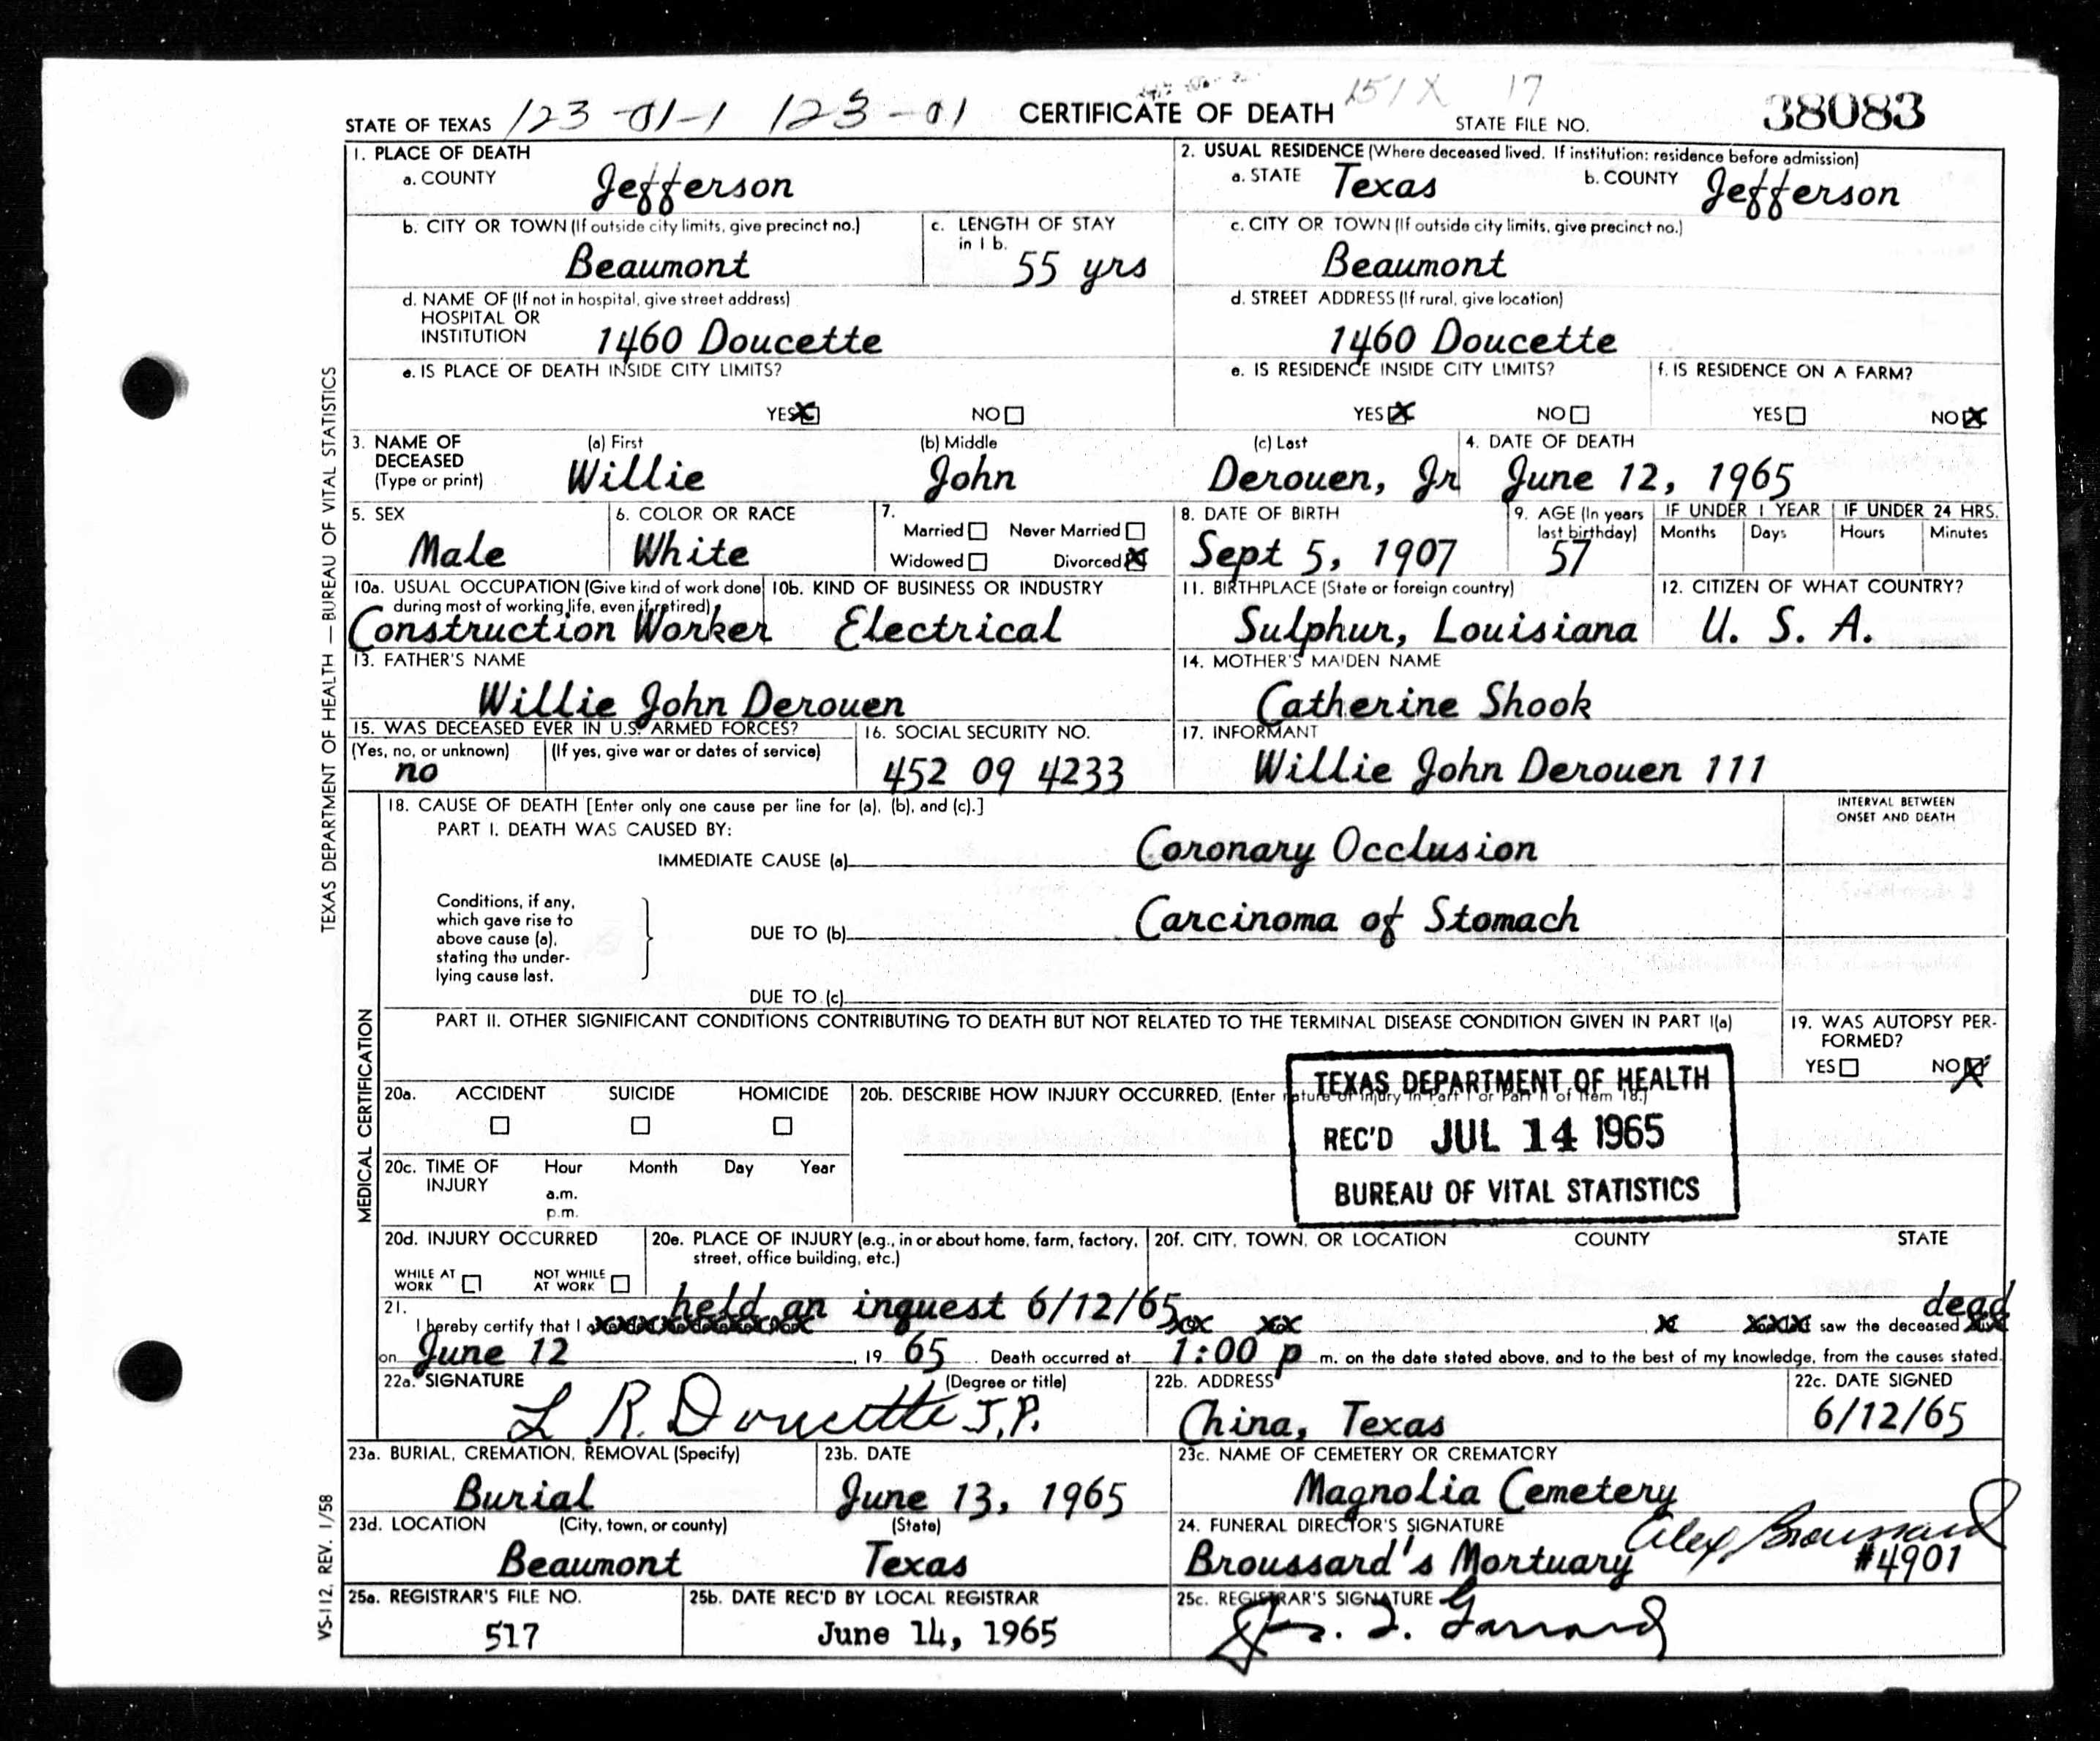 STATE OF TEXAS 123-01-1 123-01 CERTIFICATE OF DEATH 151X 17 STATE FILE NO. 38083
1. PLACE OF DEATH
a. COUNTY Jefferson
2. USUAL RESIDENCE (Where deceased lived. If institution: residence before admission)
a. STATE Texas b. COUNTY Jefferson
b. CITY OR TOWN (If outside city limits, give precinct no.)
Beaumont
c. LENGTH OF STAY
in 1 b.
55 yrs
c. CITY OR TOWN (If outside city limits, give precinct no.)
Beaumont
d. NAME OF (If not in hospital, give street address)
HOSPITAL OR
INSTITUTION 1460 Doucette
d. STREET ADDRESS (If rural, give location)
1460 Doucette
e. IS PLACE OF DEATH INSIDE CITY LIMITS?
YES X NO
e. IS RESIDENCE INSIDE CITY LIMITS?
YES X NO
f. IS RESIDENCE ON A FARM?
YES NO X
3. NAME OF
DECEASED
(Type or print)
(a) First
Willie
(b) Middle
John
(c) Last
Derouen, Jr
4. DATE OF DEATH
June 12, 1965
5. SEX
Male
6. COLOR OR RACE
White
7.
Married Never Married
Widowed Divorced X
8. DATE OF BIRTH
Sept 5, 1907
9. AGE (In years
last birthday)
57
IF UNDER 1 YEAR
Months Days
IF UNDER 24 HRS.
Hours Minutes
10a. USUAL OCCUPATION (Give kind of work done
during most of working life, even if retired)
Construction Worker
10b. KIND OF BUSINESS OR INDUSTRY
Electrical
11. BIRTHPLACE (State or foreign country)
Sulphur, Louisiana
12. CITIZEN OF WHAT COUNTRY?
U. S. A.
13. FATHER'S NAME
Willie John Derouen
14. MOTHER'S MAIDEN NAME
Catherine Shook
15. WAS DECEASED EVER IN U.S. ARMED FORCES?
(Yes, no, or unknown) (If yes, give war or dates of service)
no
16. SOCIAL SECURITY NO.
452 09 4233
17. INFORMANT
Willie John Derouen 111
18. CAUSE OF DEATH [Enter only one cause per line for (a), (b), and (c).]
PART I. DEATH WAS CAUSED BY:
IMMEDIATE CAUSE (a) Coronary Occlusion
INTERVAL BETWEEN
ONSET AND DEATH
Conditions, if any,
which gave rise to
above cause (a),
stating the under-
lying cause last.
DUE TO (b) Carcinoma of Stomach
DUE TO (c)
PART II. OTHER SIGNIFICANT CONDITIONS CONTRIBUTING TO DEATH BUT NOT RELATED TO THE TERMINAL DISEASE CONDITION GIVEN IN PART I(a)
19. WAS AUTOPSY PER-
FORMED?
YES NO X
20a. ACCIDENT SUICIDE HOMICIDE
20b. DESCRIBE HOW INJURY OCCURRED. (Enter nature of injury in Part I or Part II of item 18.)
TEXAS DEPARTMENT OF HEALTH
REC'D JUL 14 1965
BUREAU OF VITAL STATISTICS
20c. TIME OF
INJURY
Hour Month Day Year
a.m.
p.m.
20d. INJURY OCCURRED
WHILE AT
WORK
NOT WHILE
AT WORK
20e. PLACE OF INJURY (e.g., in or about home, farm, factory,
street, office building, etc.)
20f. CITY, TOWN, OR LOCATION COUNTY STATE
21. held an inquest 6/12/65 dead
I hereby certify that I saw the deceased
on June 12, 19 65. Death occurred at 1:00 p m. on the date stated above, and to the best of my knowledge, from the causes stated.
22a. SIGNATURE (Degree or title)
L R. Doucette J.P.
22b. ADDRESS
China, Texas
22c. DATE SIGNED
6/12/65
23a. BURIAL, CREMATION, REMOVAL (Specify)
Burial
23b. DATE
June 13, 1965
23c. NAME OF CEMETERY OR CREMATORY
Magnolia Cemetery
23d. LOCATION (City, town, or county) (State)
Beaumont Texas
24. FUNERAL DIRECTOR'S SIGNATURE
Alex Broussard
Broussard's Mortuary #4901
25a. REGISTRAR'S FILE NO.
517
25b. DATE REC'D BY LOCAL REGISTRAR
June 14, 1965
25c. REGISTRAR'S SIGNATURE
TEXAS DEPARTMENT OF HEALTH — BUREAU OF VITAL STATISTICS
MEDICAL CERTIFICATION
VS-112, REV. 1/58